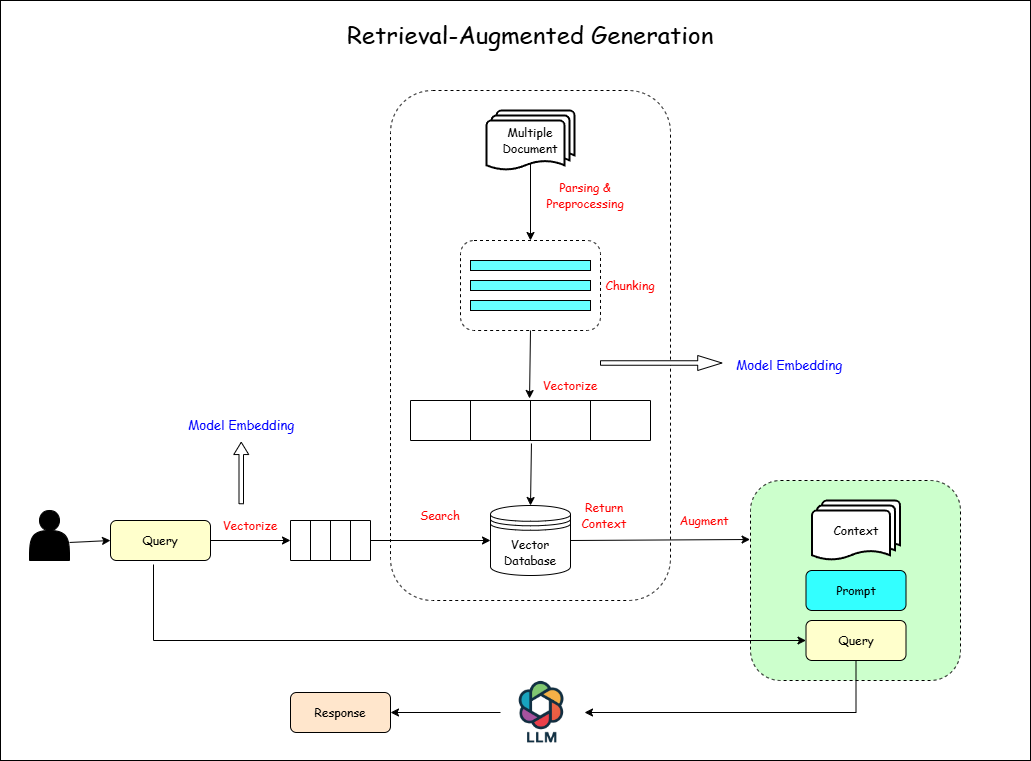 Retrieval-Augmented Generation
Multiple
Document
Parsing &
Preprocessing
Chunking
Model Embedding
Vectorize
Model Embedding
Vectorize
Query
Search
Vector
Database
Return
Context
Augment
Context
Prompt
Query
Response
LLM